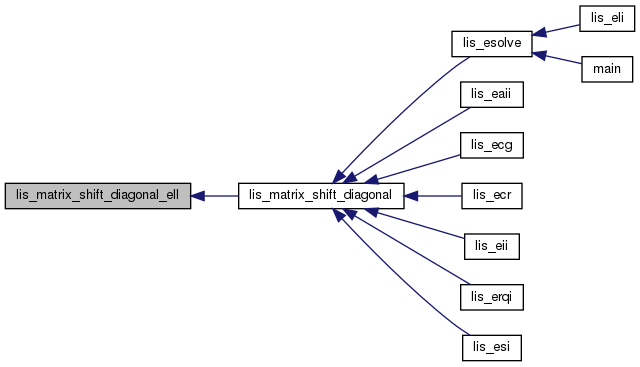 lis_eli
lis_esolve
main
lis_eaii
lis_ecg
lis_matrix_shift_diagonal_ell
lis_matrix_shift_diagonal
lis_ecr
lis_eii
lis_erqi
lis_esi